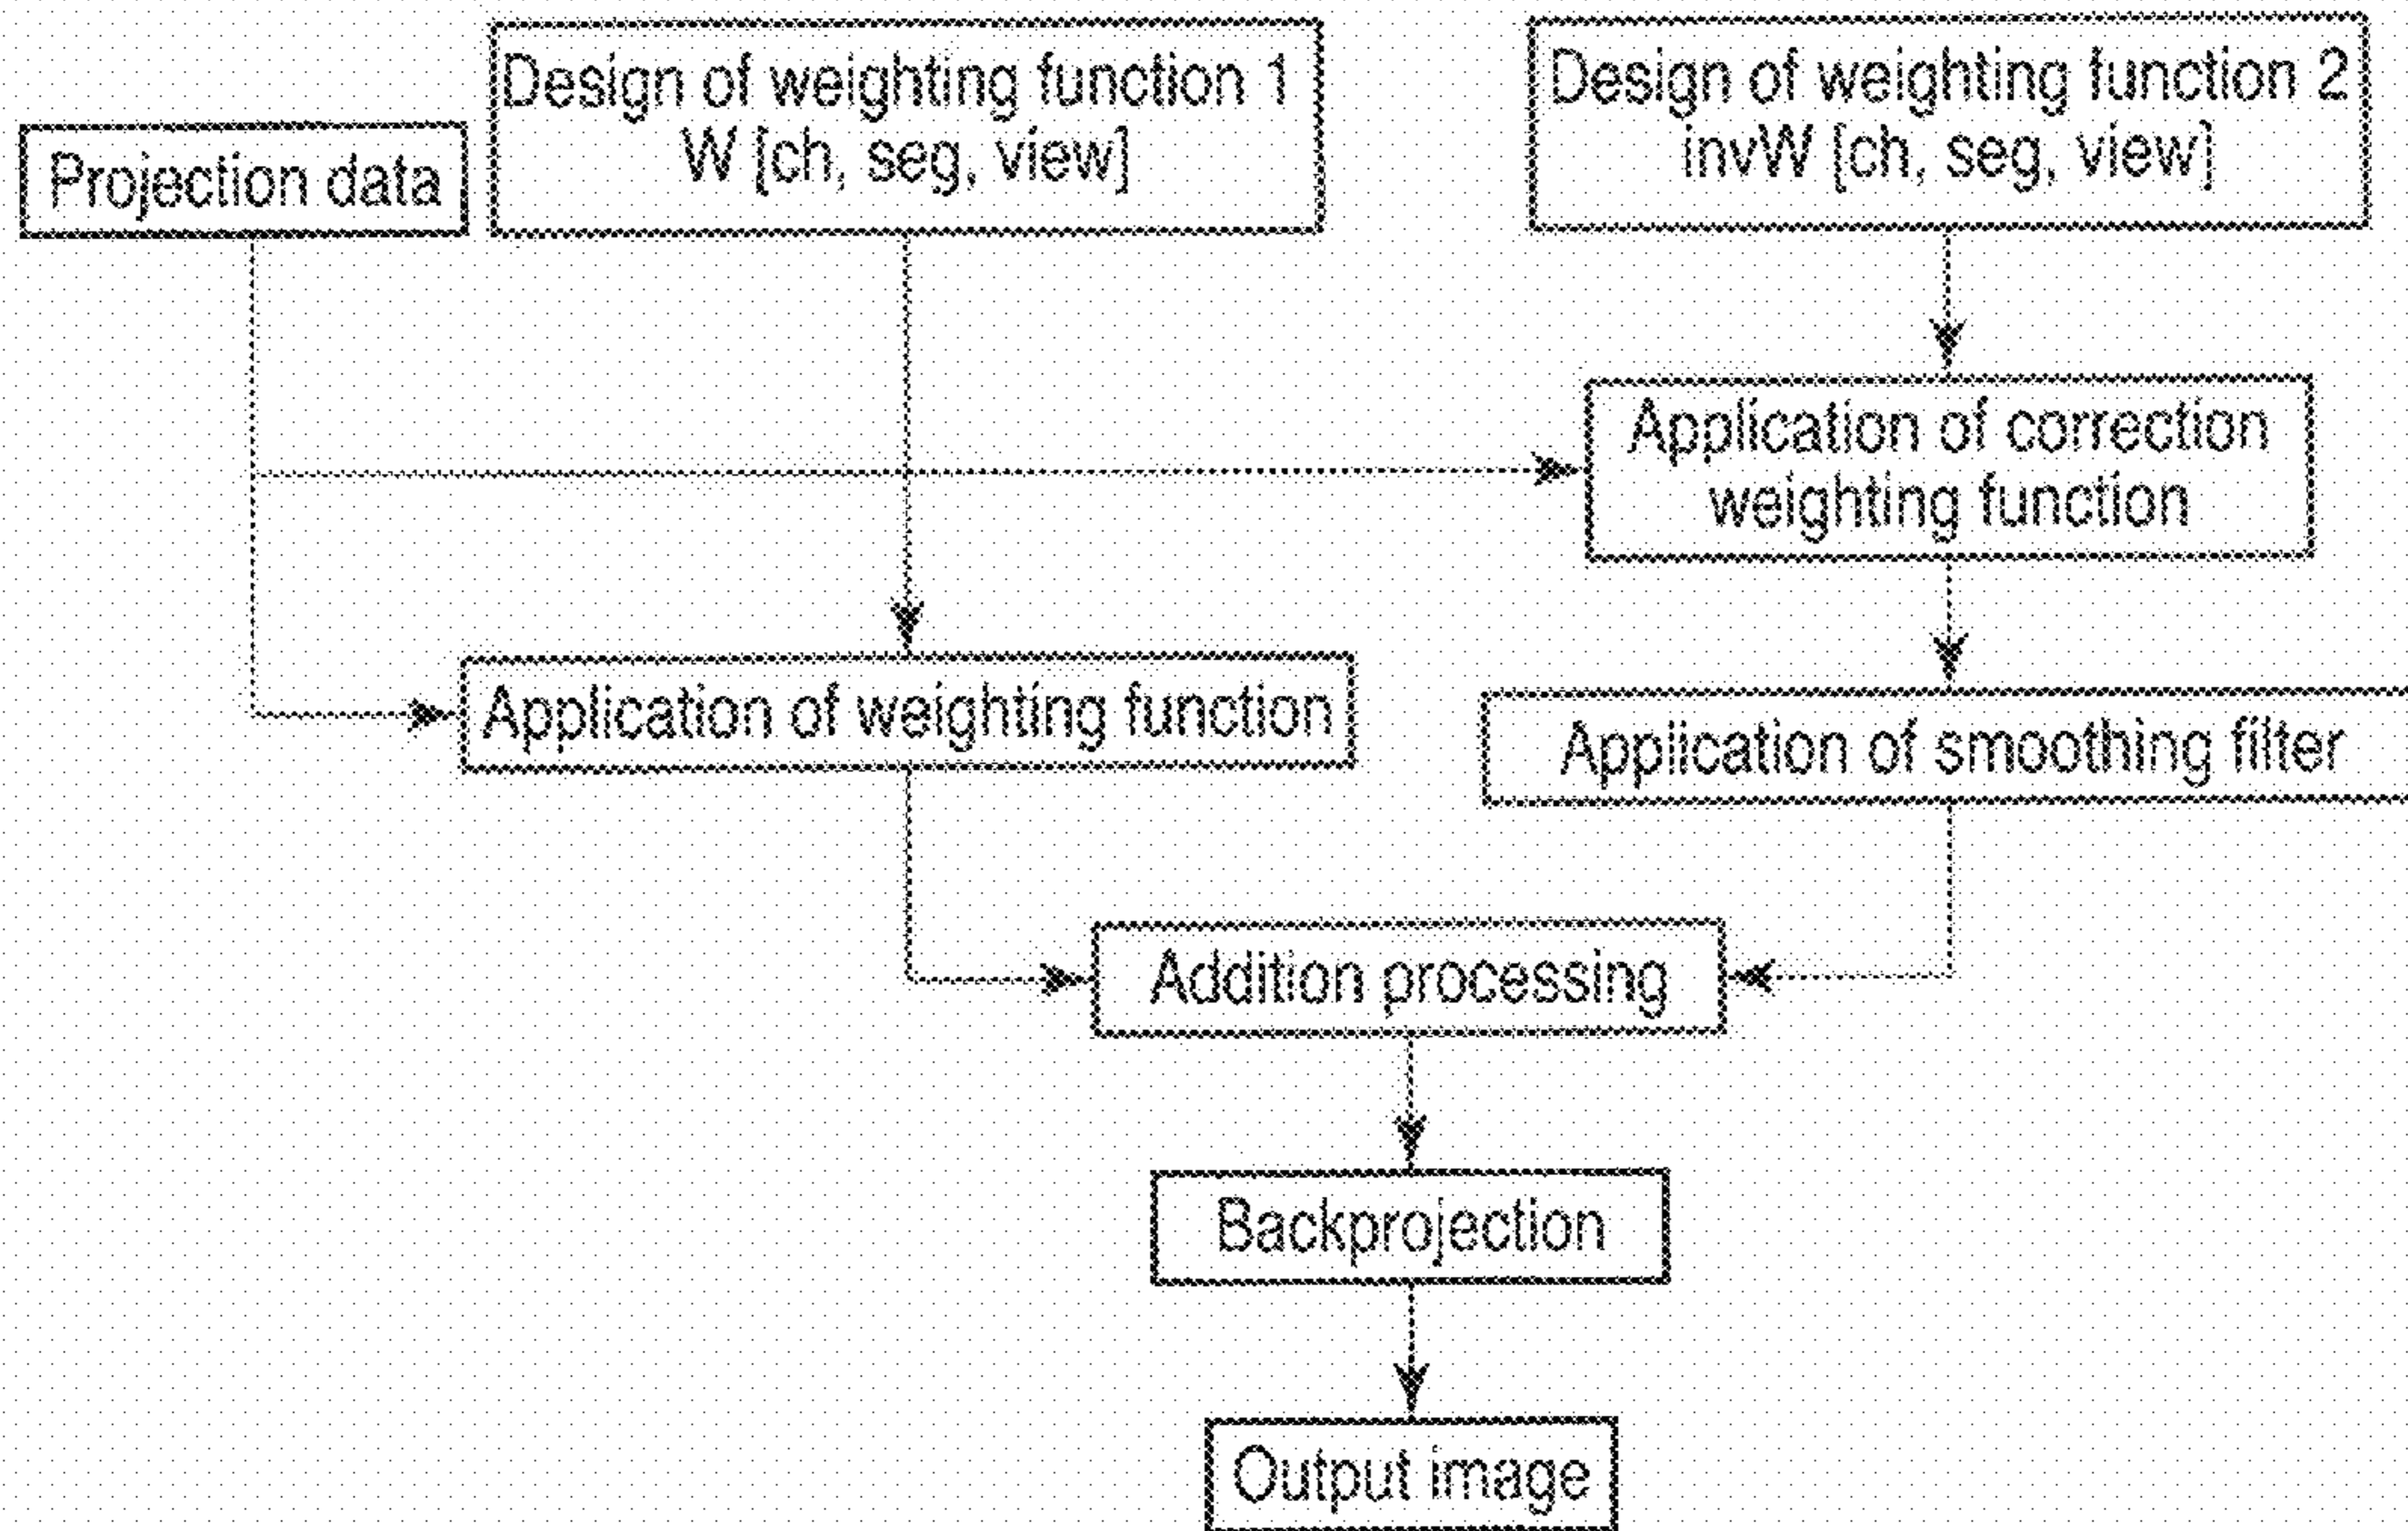 Design of weighting function 1
W [ch, seg, view]
Design of weighting function 2
invW [ch, seg, view]
Projection data
Application of correction
weighting function
Application of weighting function
Application of smoothing filter
Addition processing
Backprojection
Output image